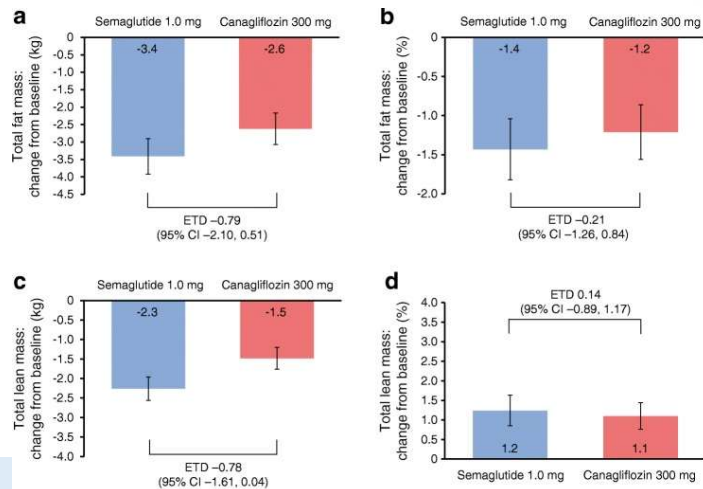 a
Semaglutide 1.0 mg Canagliflozin 300 mg
Total fat mass:
change from baseline (kg)
0
-0.5
-1.0
-1.5
-2.0
-2.5
-3.0
-3.5
-4.0
-4.5
-3.4
-2.6
ETD –0.79
(95% CI –2.10, 0.51)
b
Semaglutide 1.0 mg Canagliflozin 300 mg
Total fat mass:
change from baseline (%)
0
-0.5
-1.0
-1.5
-2.0
-1.4
-1.2
ETD –0.21
(95% CI –1.26, 0.84)
c
Semaglutide 1.0 mg Canagliflozin 300 mg
Total lean mass:
change from baseline (kg)
0
-0.5
-1.0
-1.5
-2.0
-2.5
-3.0
-3.5
-4.0
-2.3
-1.5
ETD –0.78
(95% CI –1.61, 0.04)
d
ETD 0.14
(95% CI –0.89, 1.17)
Total lean mass:
change from baseline (%)
4.0
3.5
3.0
2.5
2.0
1.5
1.0
0.5
0
1.2
1.1
Semaglutide 1.0 mg Canagliflozin 300 mg